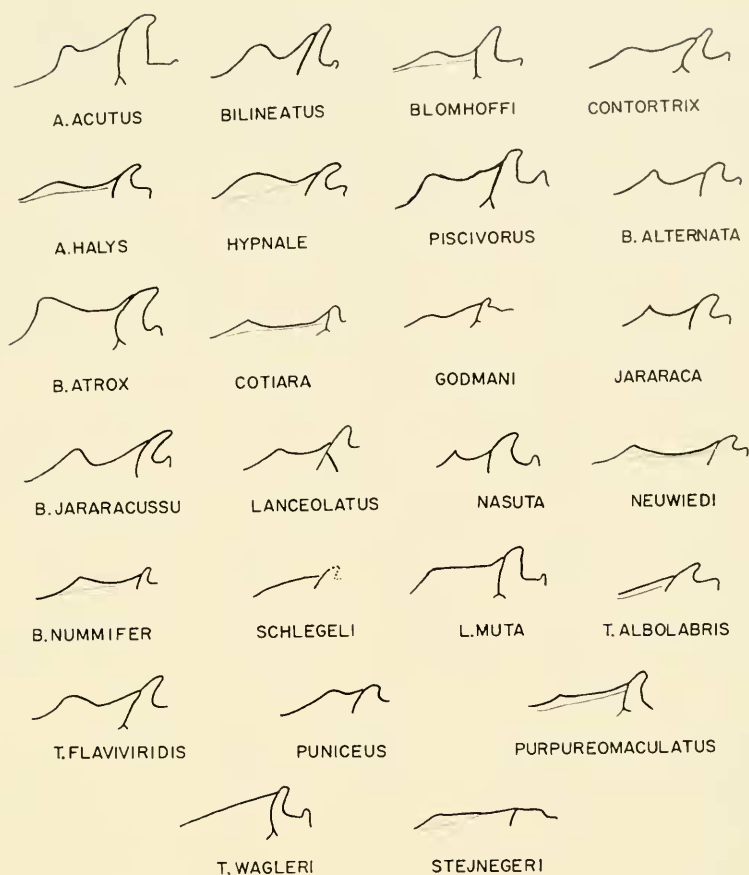 A. ACUTUS BILINEATUS BLOMHOFFI CONTORTRIX
A. HALYS HYPNALE PISCIVORUS B. ALTERNATA
B. ATROX COTIARA GODMANI JARARACA
B. JARARACUSSU LANCEOLATUS NASUTA NEUWIEDI
B. NUMMIFER SCHLEGELI L. MUTA T. ALBOLABRIS
T. FLAVIVIRIDIS PUNICEUS PURPUREOMACULATUS
T. WAGLERI STEJNEGERI